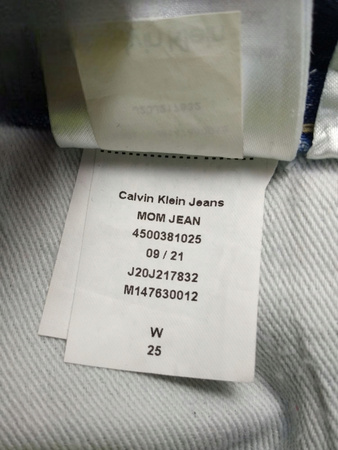 Calvin Klein Jeans
MOM JEAN
4500381025
09 / 21
J20J217832
M147630012
W
25